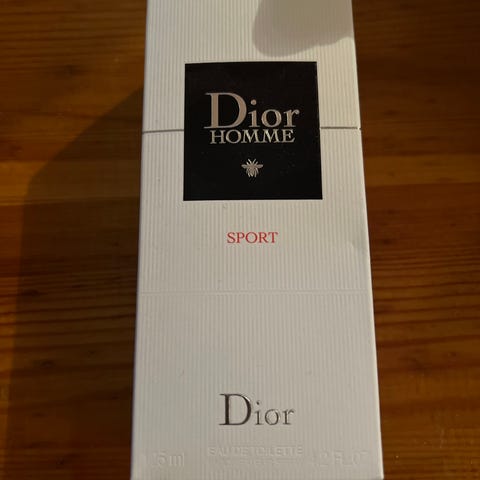 Dior
HOMME
SPORT
Dior
EAU DE TOILETTE